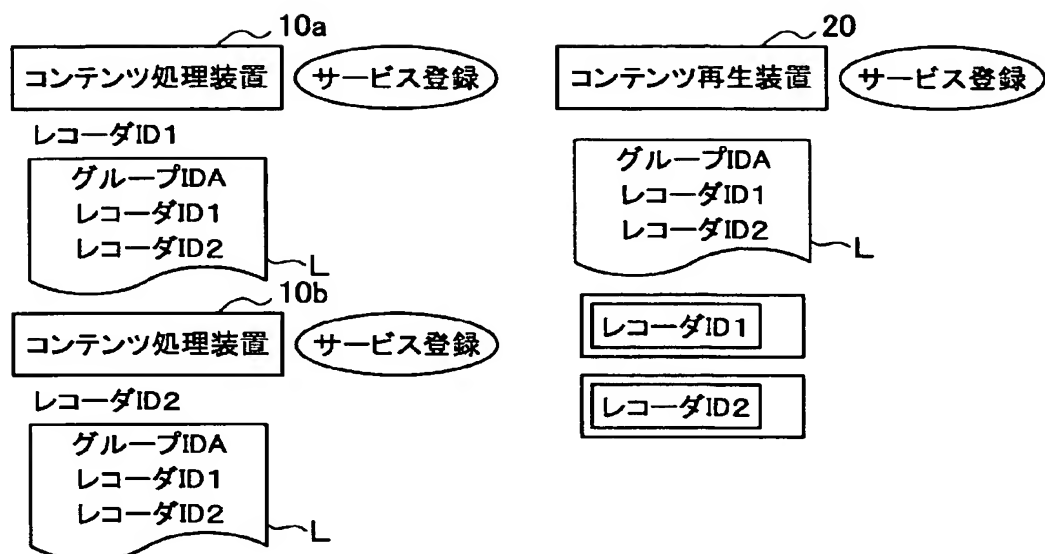 10a
コンテンツ処理装置 サービス登録
レコーダID1
グループIDA
レコーダID1
レコーダID2
L
10b
コンテンツ処理装置 サービス登録
レコーダID2
グループIDA
レコーダID1
レコーダID2
L
20
コンテンツ再生装置 サービス登録
グループIDA
レコーダID1
レコーダID2
L
レコーダID1
レコーダID2